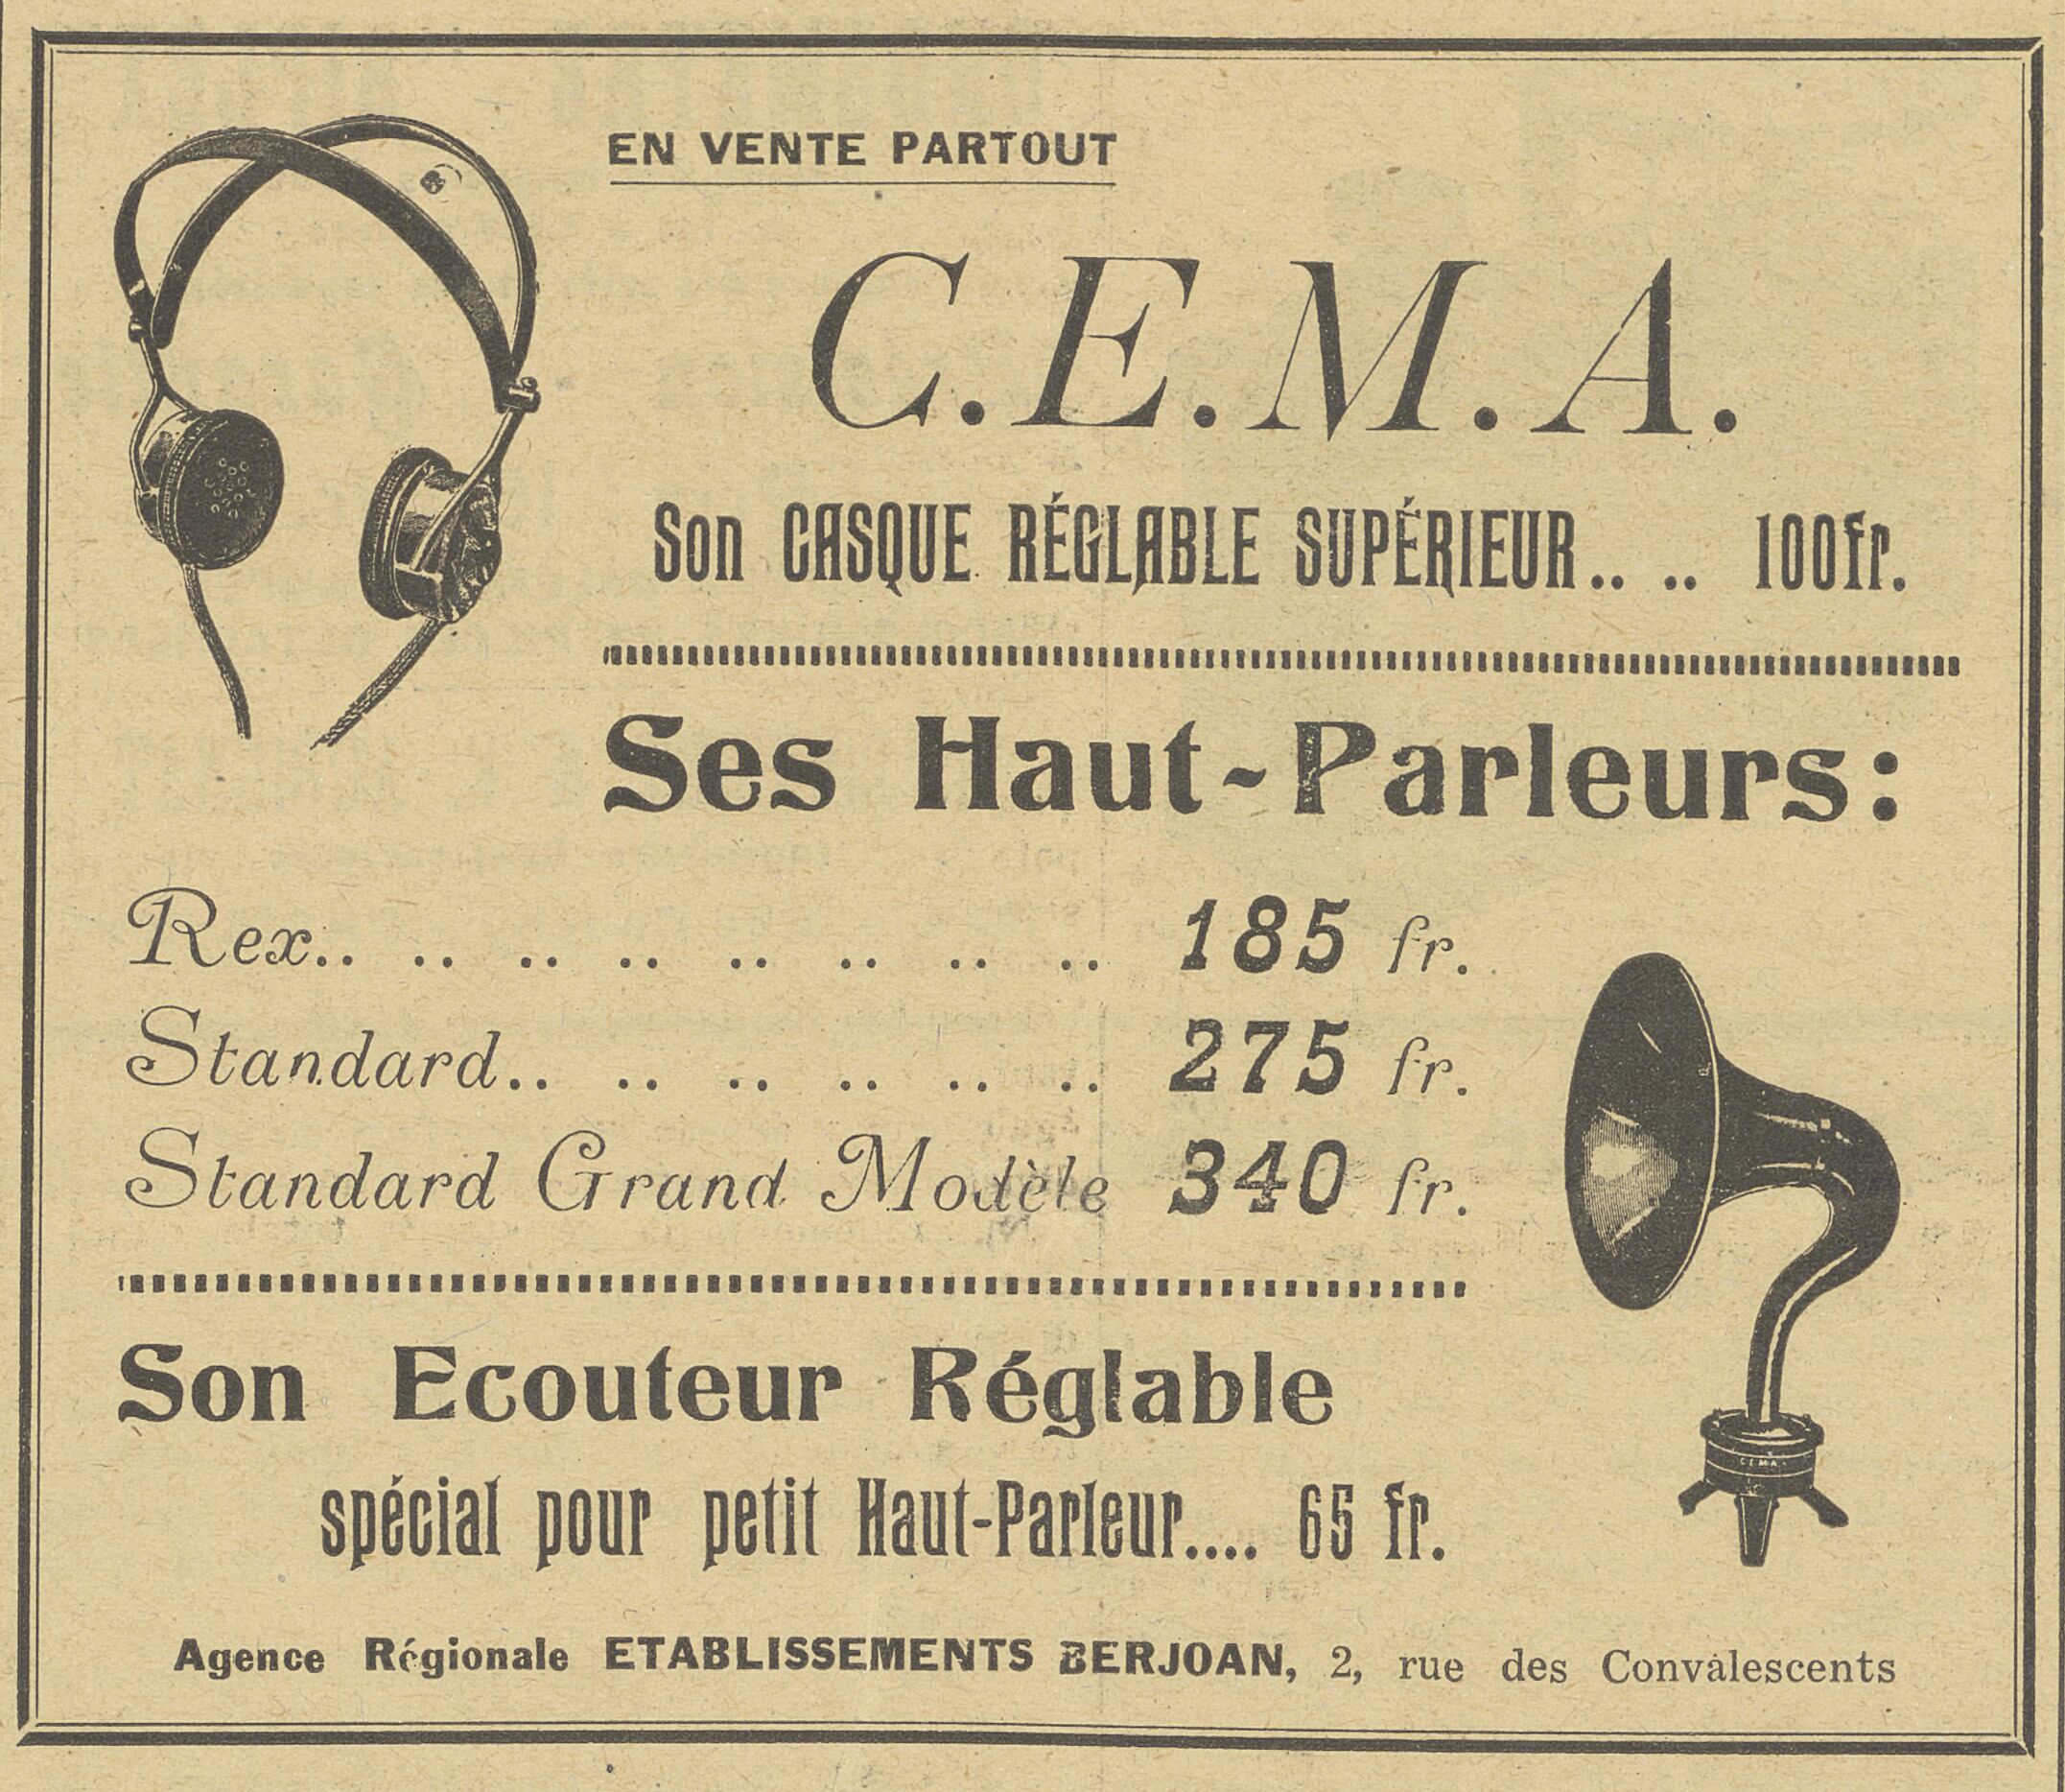 EN VENTE PARTOUT
C.E.M.A.
Son CASQUE RÉGLABLE SUPÉRIEUR.. .. 100fr.
Ses Haut-Parleurs:
Rex.. .. .. .. .. .. .. .. 185 fr.
Standard.. .. .. .. .. .. 275 fr.
Standard Grand Modèle 340 fr.
Son Ecouteur Réglable
spécial pour petit Haut-Parleur.... 65 fr.
CEMA
Agence Régionale ETABLISSEMENTS BERJOAN, 2, rue des Convalescents